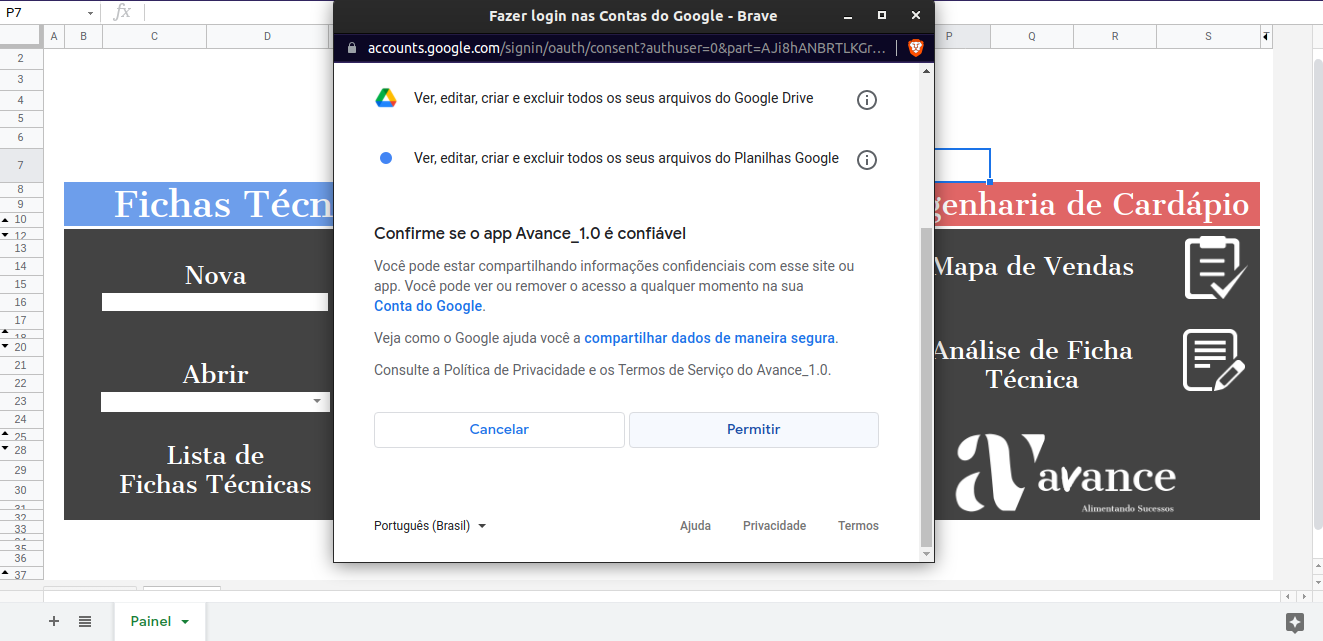 P7
fx
Fazer login nas Contas do Google - Brave
accounts.google.com/signin/oauth/consent?authuser=0&part=AJi8hANBRTLKGr...
A B C D P Q R S T
2
3
4
5
6
7
8
9
10
12
13
14
15
16
17
18
20
21
22
23
24
25
28
29
30
31
32
33
34
35
36
37
Fichas Técn
Nova
Abrir
Lista de
Fichas Técnicas
Ver, editar, criar e excluir todos os seus arquivos do Google Drive
Ver, editar, criar e excluir todos os seus arquivos do Planilhas Google
Confirme se o app Avance_1.0 é confiável
Você pode estar compartilhando informações confidenciais com esse site ou
app. Você pode ver ou remover o acesso a qualquer momento na sua
Conta do Google.
Veja como o Google ajuda você a compartilhar dados de maneira segura.
Consulte a Política de Privacidade e os Termos de Serviço do Avance_1.0.
Cancelar
Permitir
Português (Brasil)
Ajuda
Privacidade
Termos
genharia de Cardápio
Mapa de Vendas
Análise de Ficha
Técnica
avance
Alimentando Sucessos
Painel